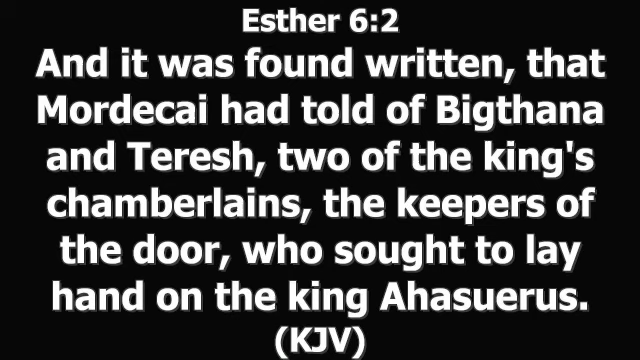 Esther 6:2
And it was found written, that
Mordecai had told of Bigthana
and Teresh, two of the king's
chamberlains, the keepers of
the door, who sought to lay
hand on the king Ahasuerus.
(KJV)